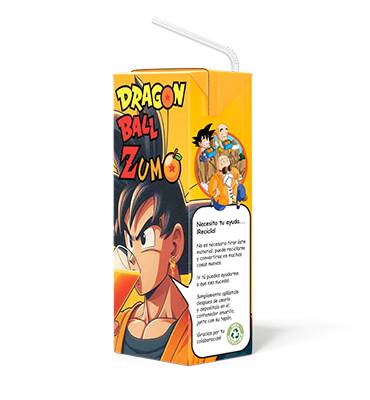 DRAGON
BALL
ZUMO
Necesito tu ayuda...
¡Recicla!
No es necesario tirar este
material, puede reciclarse
y convertirse en muchas
cosas nuevas.
¡Y tú puedes ayudarme
a que eso suceda!.
Simplemente aplástalo
despues de usarlo
y deposítalo en el
contenedor amarillo,
junto con su tapón.
¡Gracias por tu
colaboración!